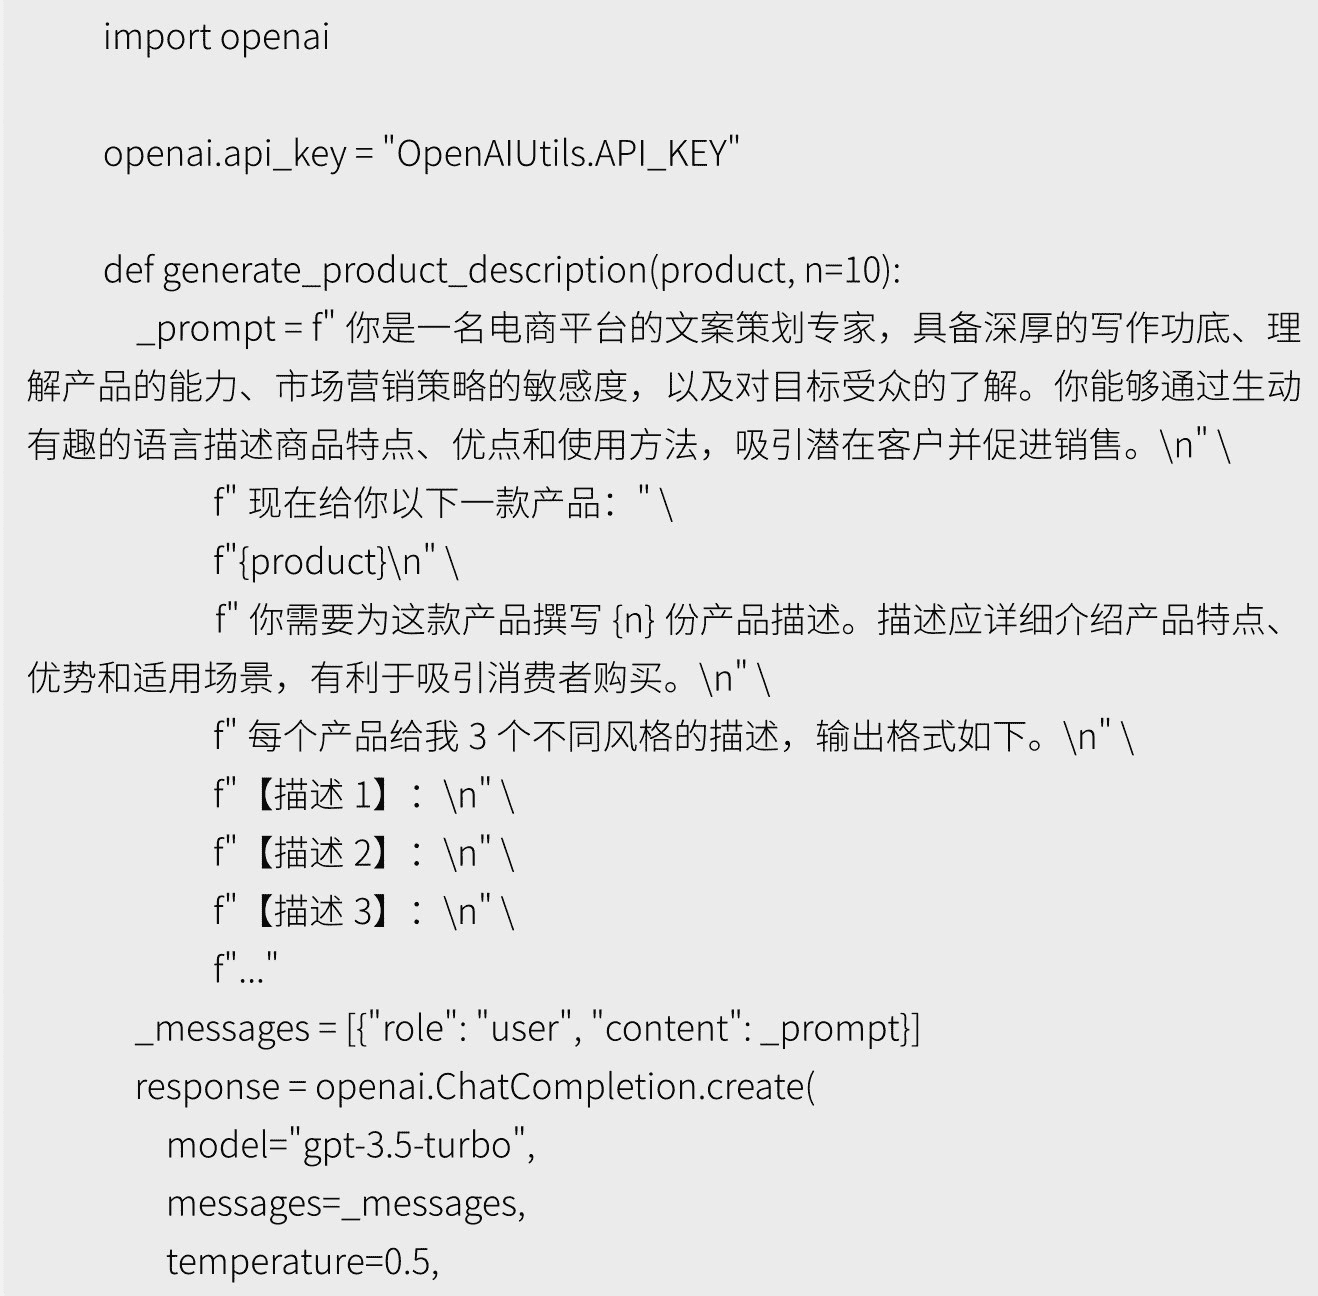 import openai
openai.api_key = "OpenAIUtils.API_KEY"
def generate_product_description(product, n=10):
_prompt = f" 你是一名电商平台的文案策划专家，具备深厚的写作功底、理
解产品的能力、市场营销策略的敏感度，以及对目标受众的了解。你能够通过生动
有趣的语言描述商品特点、优点和使用方法，吸引潜在客户并促进销售。\n" \
f" 现在给你以下一款产品：" \
f"{product}\n" \
f" 你需要为这款产品撰写 {n} 份产品描述。描述应详细介绍产品特点、
优势和适用场景，有利于吸引消费者购买。\n" \
f" 每个产品给我 3 个不同风格的描述，输出格式如下。\n" \
f"【描述 1】：\n" \
f"【描述 2】：\n" \
f"【描述 3】：\n" \
f"..."
_messages = [{"role": "user", "content": _prompt}]
response = openai.ChatCompletion.create(
model="gpt-3.5-turbo",
messages=_messages,
temperature=0.5,